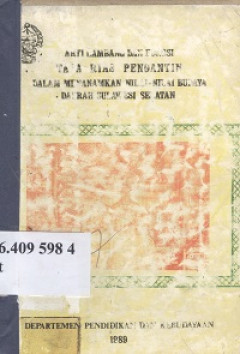 ARTI LAMBANG DAN FUNGSI
TATA RIAS PENGANTIN
DALAM MENANAMKAN NILAI-NILAI BUDAYA
DAERAH SULAWESI SELATAN
6.409 598 4
t
DEPARTEMEN PENDIDIKAN DAN KEBUDAYAAN
1989